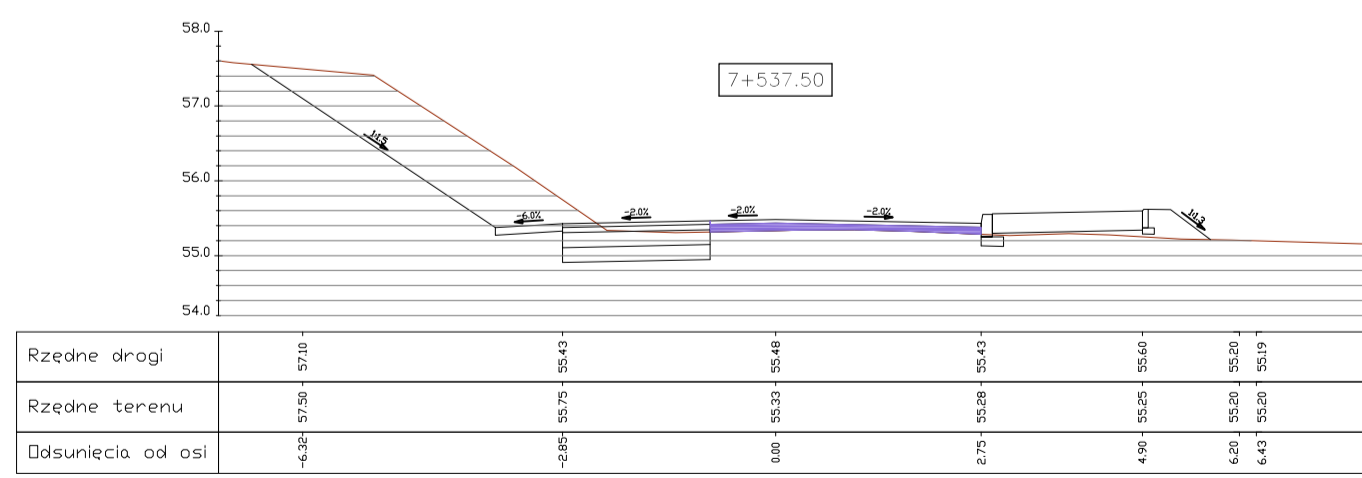 58.0
7+537.50
57.0
1:1.5
56.0
-6.0% -2.0% -2.0% -2.0% 1:1.3
55.0
54.0
Rzędne drogi 57.10 55.43 55.48 55.43 55.60 55.20 55.19
Rzędne terenu 57.50 55.75 55.33 55.28 55.25 55.20 55.20
Odsunięcia od osi -6.32 -2.85 0.00 2.75 4.90 6.20 6.43